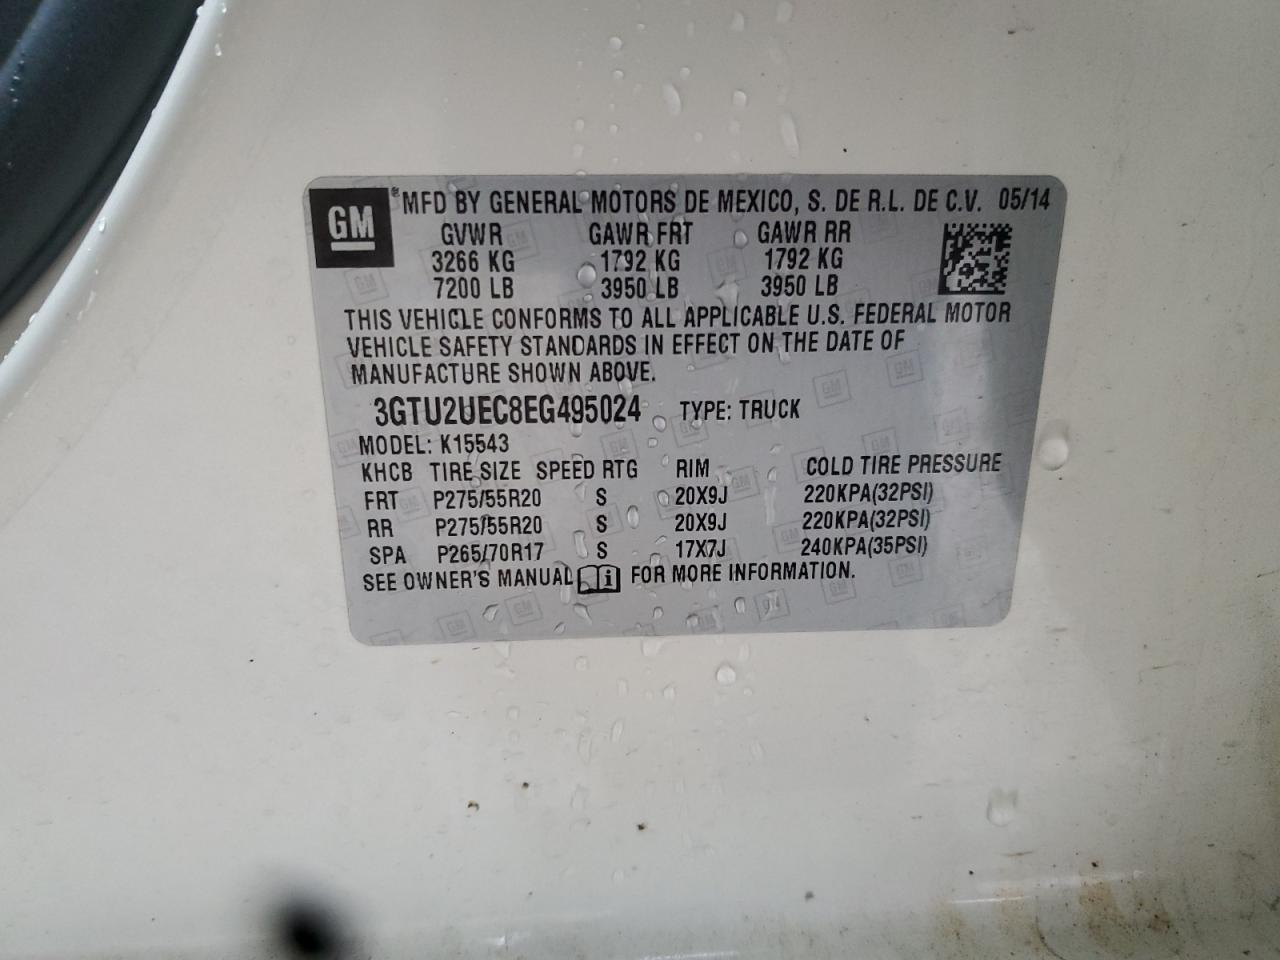 GM ® MFD BY GENERAL MOTORS DE MEXICO, S. DE R.L. DE C.V. 05/14
GVWR GAWR FRT GAWR RR
3266 KG 1792 KG 1792 KG
7200 LB 3950 LB 3950 LB
THIS VEHICLE CONFORMS TO ALL APPLICABLE U.S. FEDERAL MOTOR
VEHICLE SAFETY STANDARDS IN EFFECT ON THE DATE OF
MANUFACTURE SHOWN ABOVE.
3GTU2UEC8EG495024 TYPE: TRUCK
MODEL: K15543
KHCB TIRE SIZE SPEED RTG RIM COLD TIRE PRESSURE
FRT P275/55R20 S 20X9J 220KPA(32PSI)
RR P275/55R20 S 20X9J 220KPA(32PSI)
SPA P265/70R17 S 17X7J 240KPA(35PSI)
SEE OWNER'S MANUAL i FOR MORE INFORMATION.